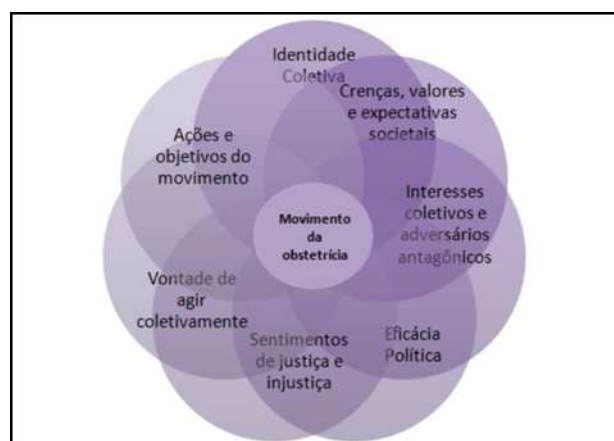 Identidade
Coletiva
Crenças, valores
e expectativas
societais
Interesses
coletivos e
adversários
antagônicos
Eficácia
Política
Sentimentos
de justiça e
injustiça
Vontade de
agir
coletivamente
Ações e
objetivos do
movimento
Movimento
da
obstetrícia